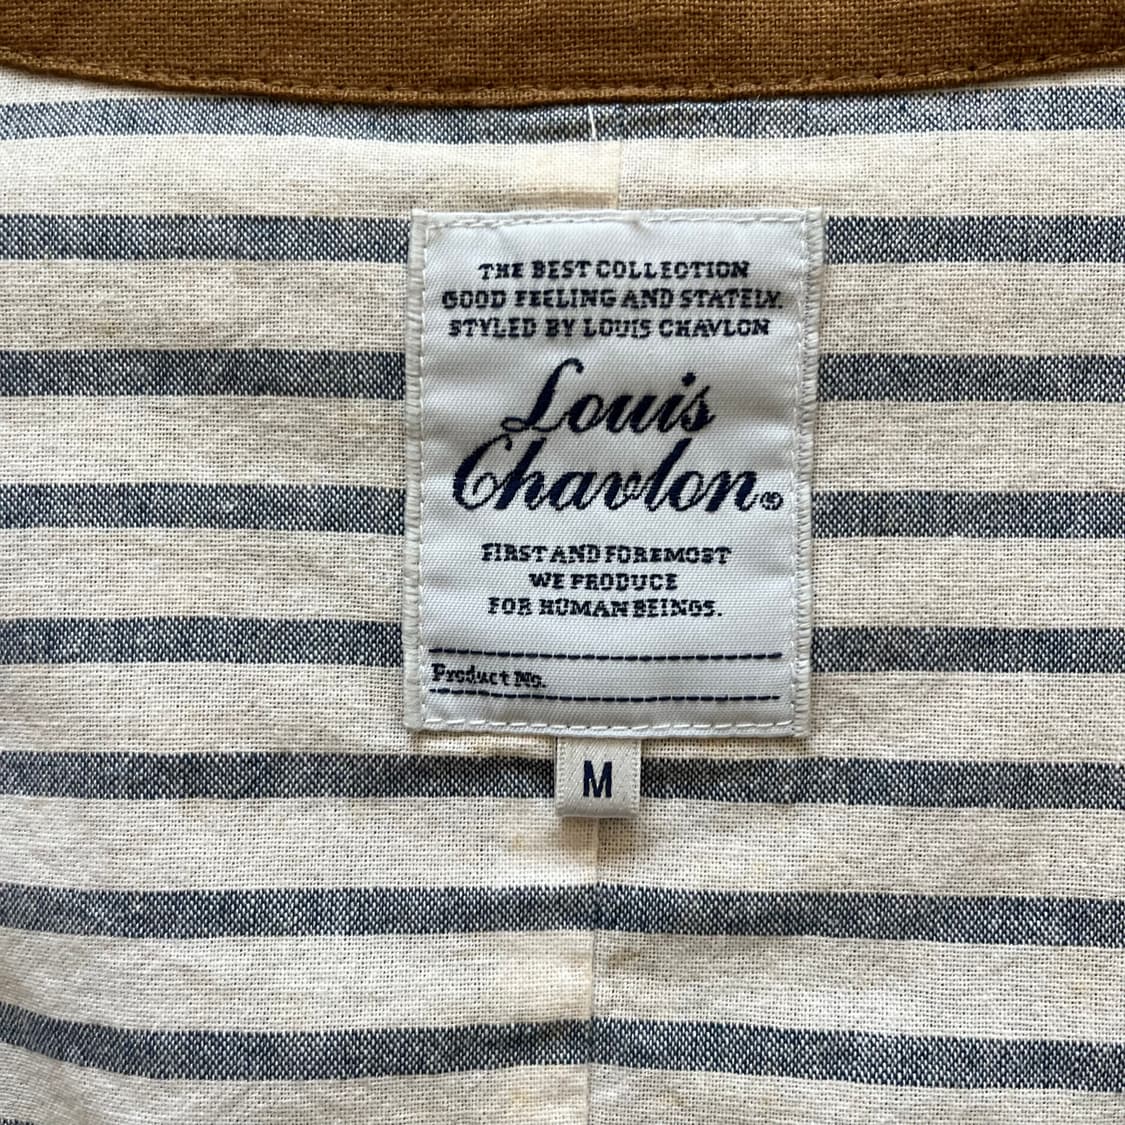 THE BEST COLLECTION
GOOD FEELING AND STATELY.
STYLED BY LOUIS CHAVLON
Louis
Chavlon®
FIRST AND FOREMOST
WE PRODUCE
FOR HUMAN BEINGS.
Product No.
M